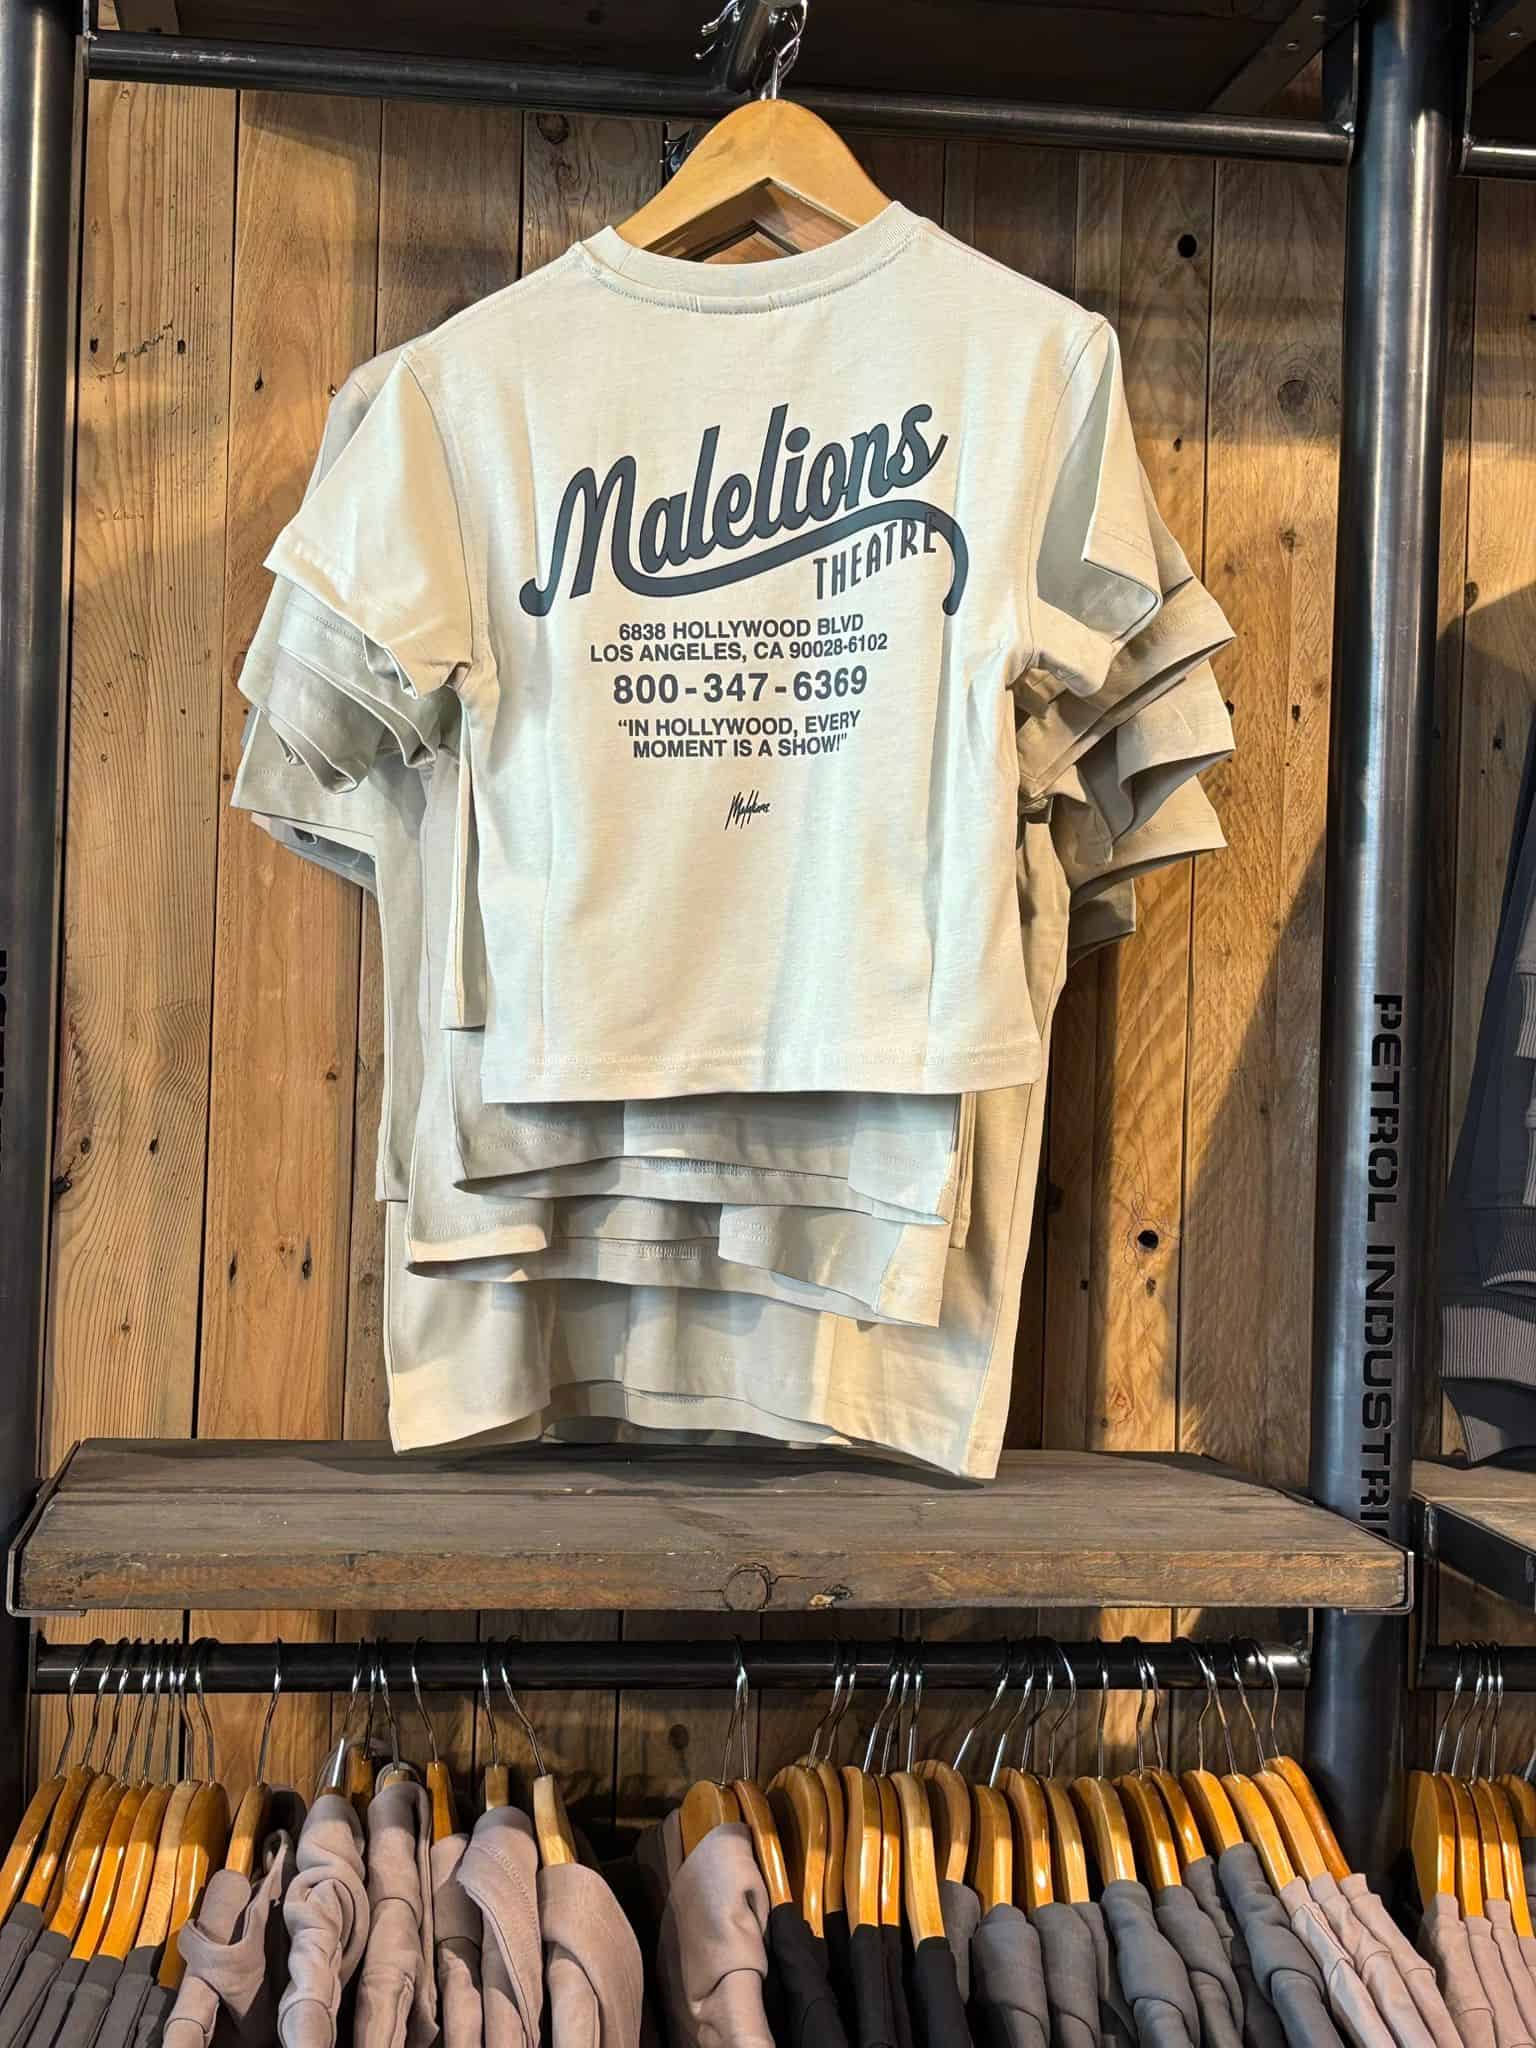 Malelions
THEATRE
6838 HOLLYWOOD BLVD
LOS ANGELES, CA 90028-6102
800-347-6369
“IN HOLLYWOOD, EVERY
MOMENT IS A SHOW!”
Malelions
PETROL INDUSTRI